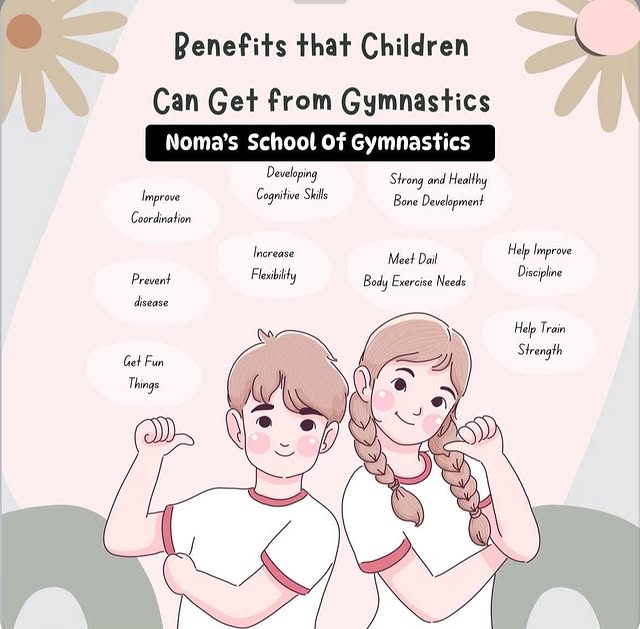 Benefits that Children
Can Get from Gymnastics
Noma's School Of Gymnastics
Developing
Cognitive Skills
Strong and Healthy
Bone Development
Improve
Coordination
Increase
Flexibility
Meet Dail
Body Exercise Needs
Help Improve
Discipline
Prevent
disease
Help Train
Strength
Get Fun
Things